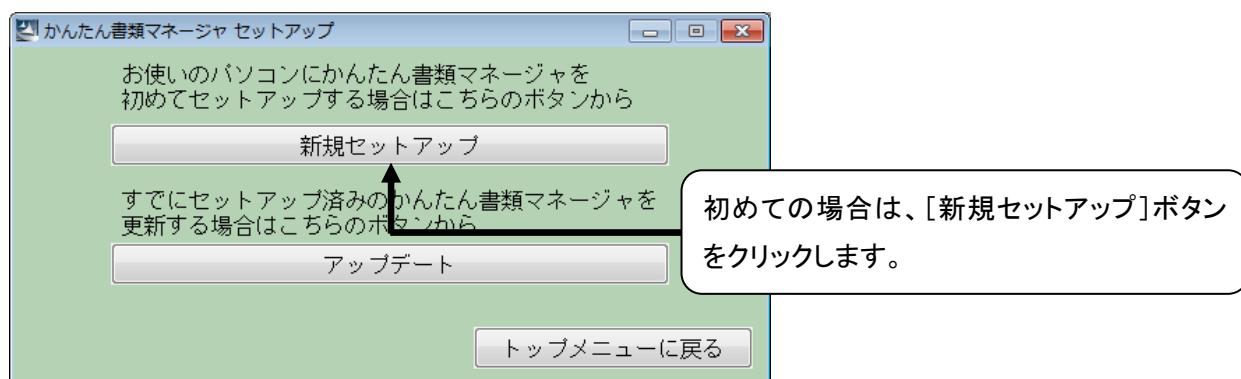 かんたん書類マネージャ セットアップ
お使いのパソコンにかんたん書類マネージャを
初めてセットアップする場合はこちらのボタンから
新規セットアップ
すでにセットアップ済みのかんたん書類マネージャを
更新する場合はこちらのボタンから
アップデート
トップメニューに戻る
初めての場合は、［新規セットアップ］ボタン
をクリックします。